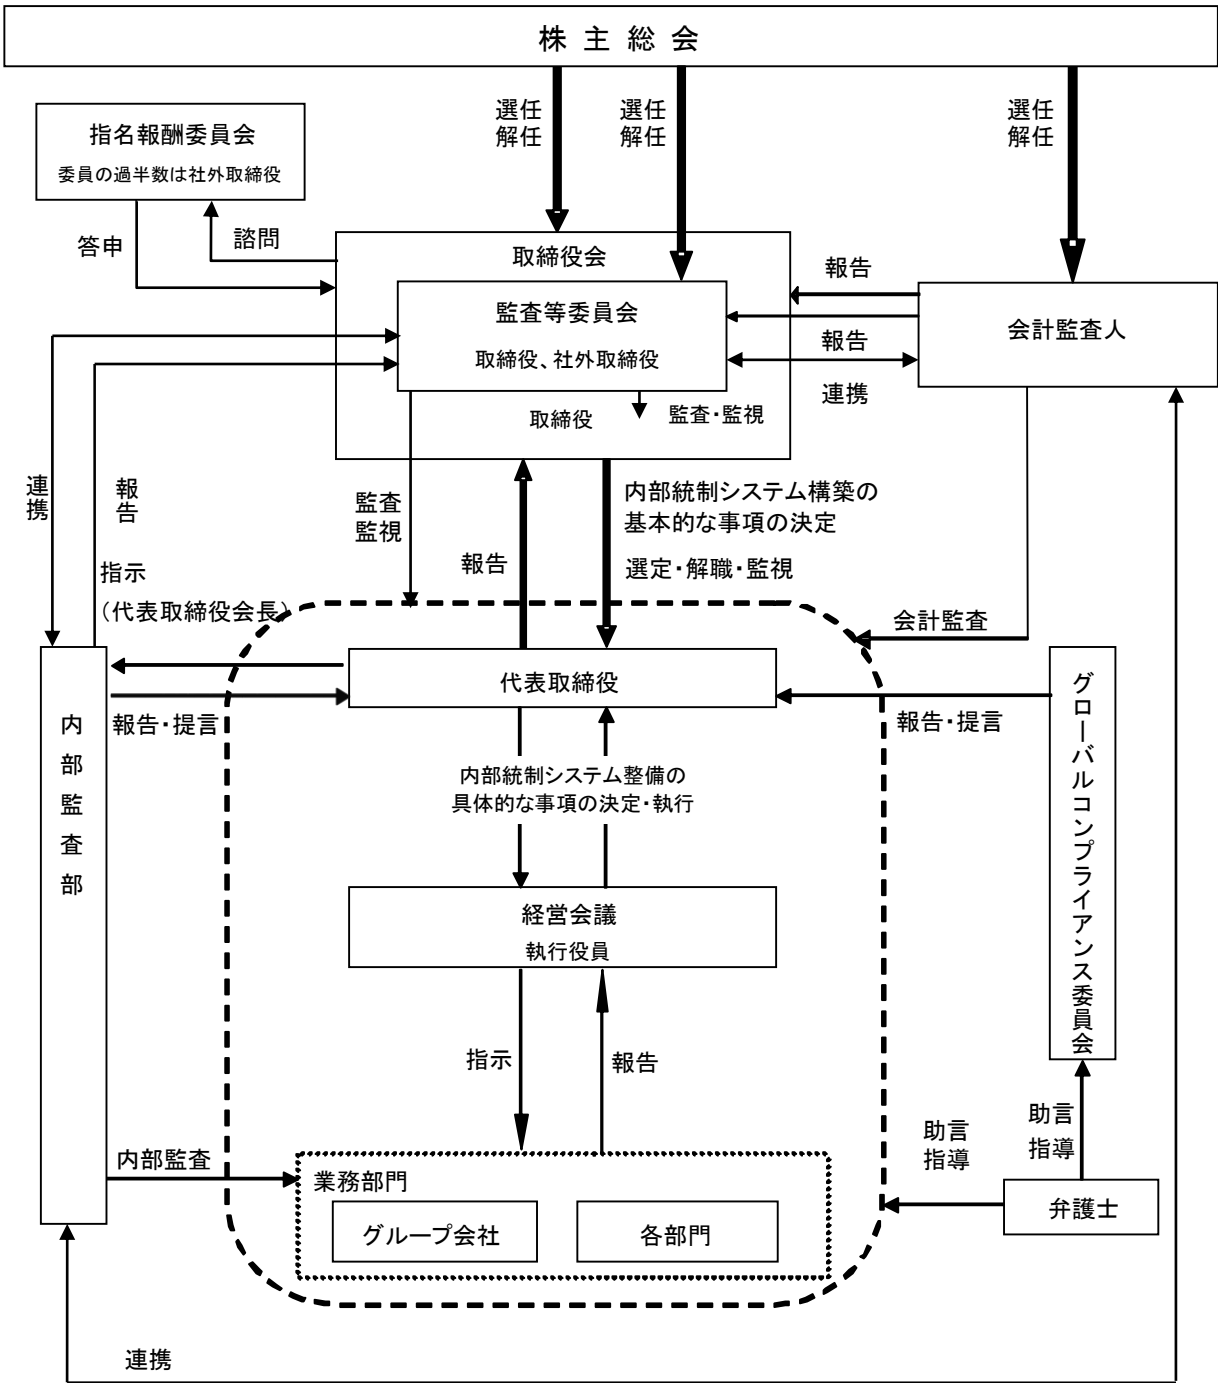 株主総会
選任
解任
選任
解任
選任
解任
指名報酬委員会
委員の過半数は社外取締役
答申
諮問
取締役会
監査等委員会
取締役、社外取締役
取締役
監査・監視
報告
報告
連携
会計監査人
連携
報告
監査
監視
報告
内部統制システム構築の
基本的な事項の決定
選定・解職・監視
指示
（代表取締役会長）
会計監査
代表取締役
報告・提言
報告・提言
内部監査部
グローバルコンプライアンス委員会
内部統制システム整備の
具体的な事項の決定・執行
経営会議
執行役員
指示
報告
助言
指導
助言
指導
内部監査
業務部門
グループ会社
各部門
弁護士
連携